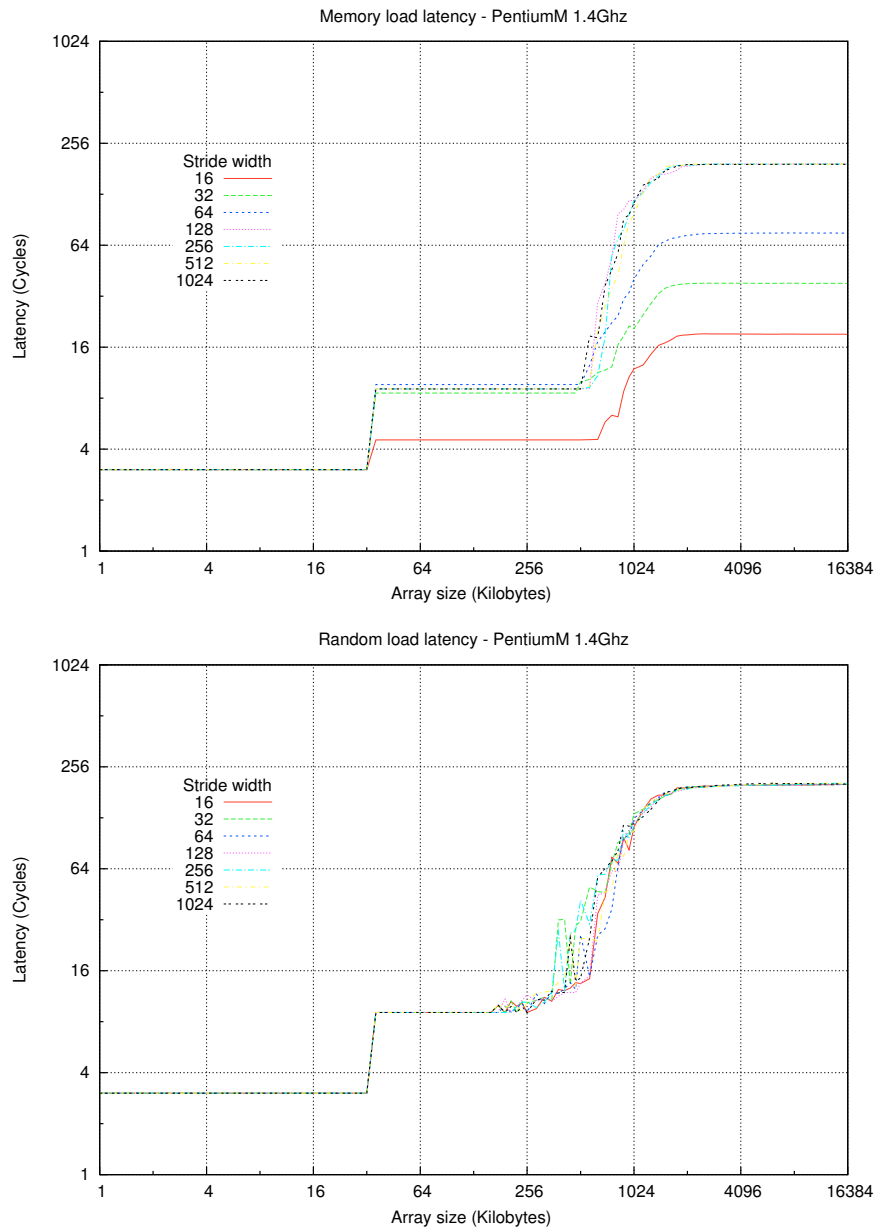 Memory load latency - PentiumM 1.4Ghz
1024
256
64
16
4
1
Latency (Cycles)
Stride width
16
32
64
128
256
512
1024
1 4 16 64 256 1024 4096 16384
Array size (Kilobytes)
Random load latency - PentiumM 1.4Ghz
1024
256
64
16
4
1
Latency (Cycles)
Stride width
16
32
64
128
256
512
1024
1 4 16 64 256 1024 4096 16384
Array size (Kilobytes)